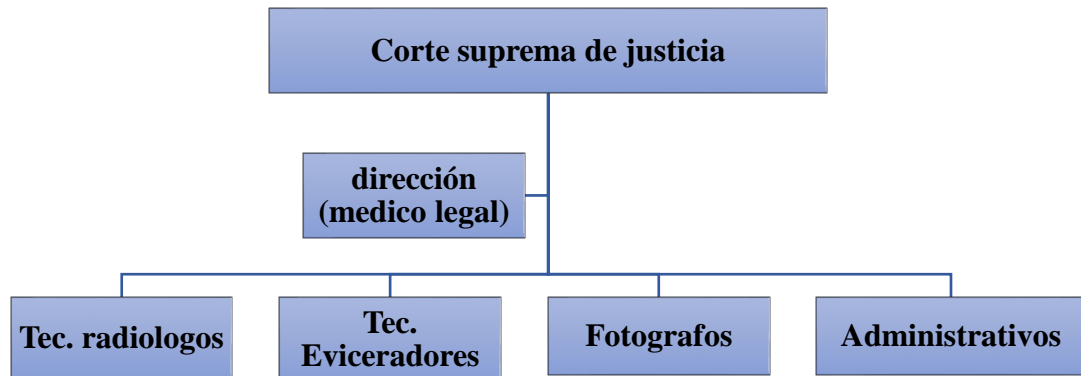 Corte suprema de justicia
dirección
(medico legal)
Tec. radiologos
Tec.
Eviceradores
Fotografos
Administrativos